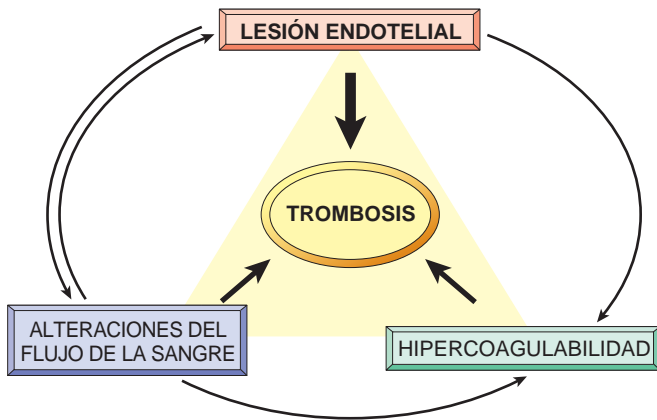 LESIÓN ENDOTELIAL
TROMBOSIS
ALTERACIONES DEL
FLUJO DE LA SANGRE
HIPERCOAGULABILIDAD